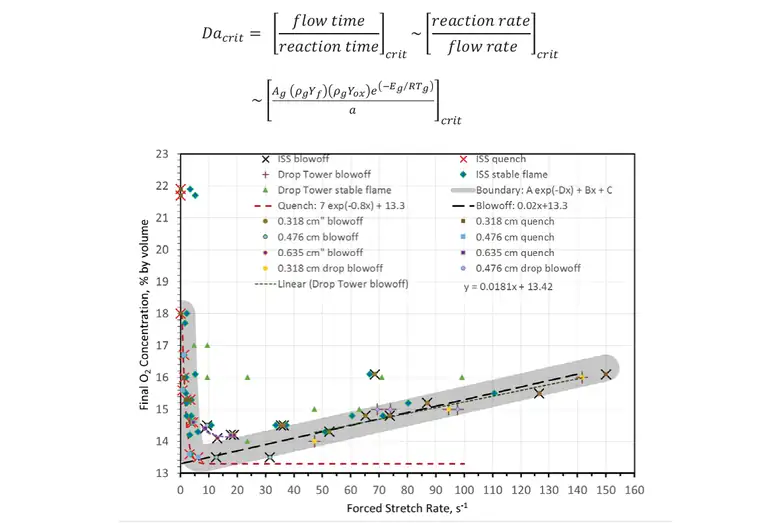 Da_crit = [flow time / reaction time]_crit ~ [reaction rate / flow rate]_crit
~ [A_g (ρ_g Y_f)(ρ_g Y_ox) e^(−E_g/RT_g) / a]_crit
ISS blowoff
ISS quench
Drop Tower blowoff
ISS stable flame
Drop Tower stable flame
Boundary: A exp(-Dx) + Bx + C
Quench: 7 exp(-0.8x) + 13.3
Blowoff: 0.02x+13.3
0.318 cm" blowoff
0.318 cm quench
0.476 cm blowoff
0.476 cm quench
0.635 cm" blowoff
0.635 cm quench
0.318 cm drop blowoff
0.476 cm drop blowoff
Linear (Drop Tower blowoff)
y = 0.0181x + 13.42
Final O₂ Concentration, % by volume
23
22
21
20
19
18
17
16
15
14
13
0 10 20 30 40 50 60 70 80 90 100 110 120 130 140 150 160
Forced Stretch Rate, s⁻¹